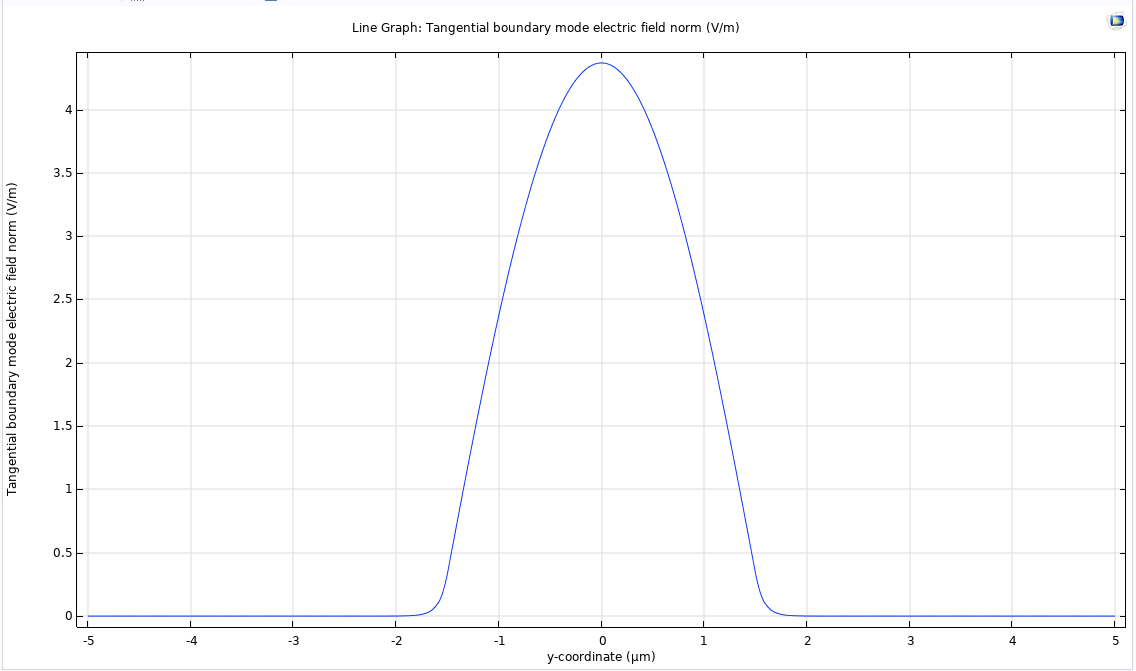 Line Graph: Tangential boundary mode electric field norm (V/m)
Tangential boundary mode electric field norm (V/m)
4
3.5
3
2.5
2
1.5
1
0.5
0
-5 -4 -3 -2 -1 0 1 2 3 4 5
y-coordinate (µm)